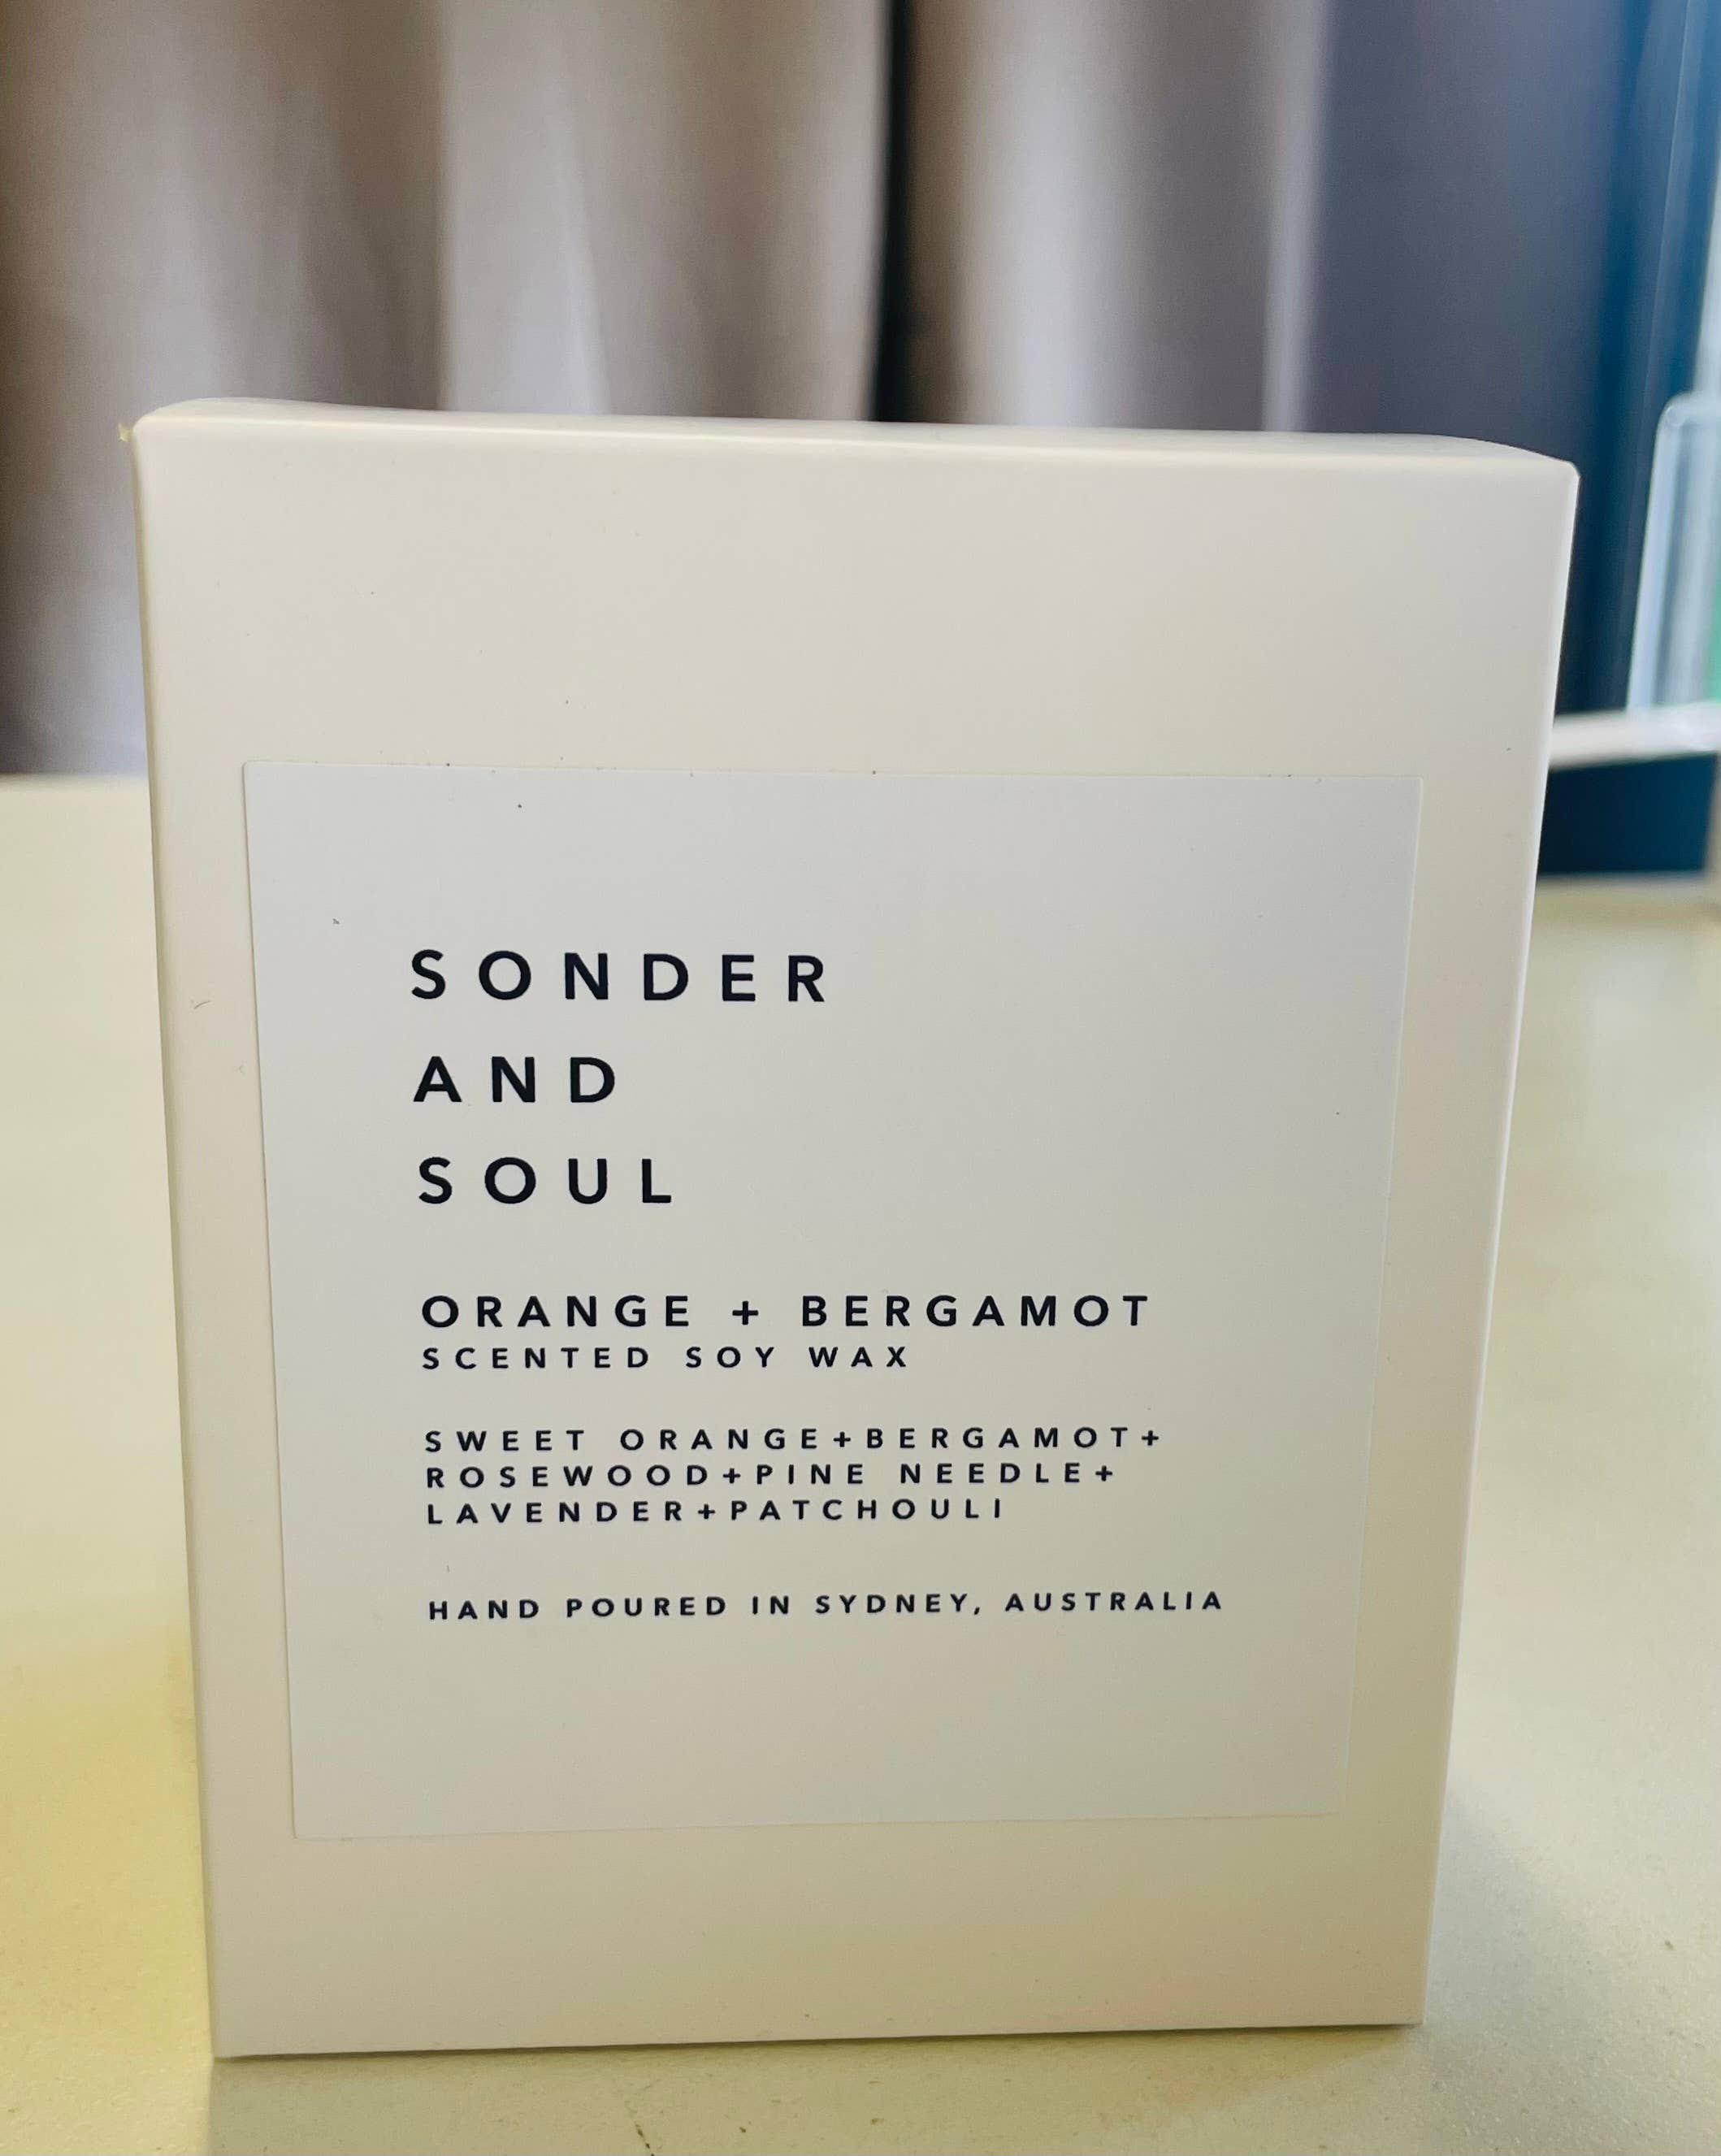 SONDER
AND
SOUL
ORANGE + BERGAMOT
SCENTED SOY WAX
SWEET ORANGE+BERGAMOT+
ROSEWOOD+PINE NEEDLE+
LAVENDER+PATCHOULI
HAND POURED IN SYDNEY, AUSTRALIA